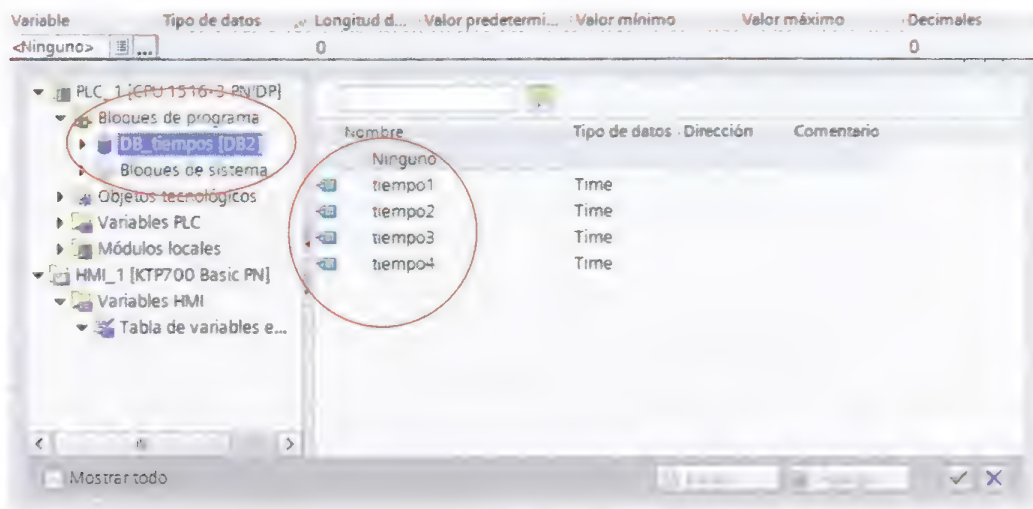 Variable Tipo de datos Longitud d... Valor predetermi... Valor mínimo Valor máximo Decimales
<Ninguno> ... 0 0
PLC_1 [CPU 1516-3 PN/DP]
Bloques de programa
DB_tiempos [DB2]
Bloques de sistema
Objetos tecnológicos
Variables PLC
Módulos locales
HMI_1 [KTP700 Basic PN]
Variables HMI
Tabla de variables e...
Nombre Tipo de datos Dirección Comentario
Ninguno
tiempo1 Time
tiempo2 Time
tiempo3 Time
tiempo4 Time
Mostrar todo